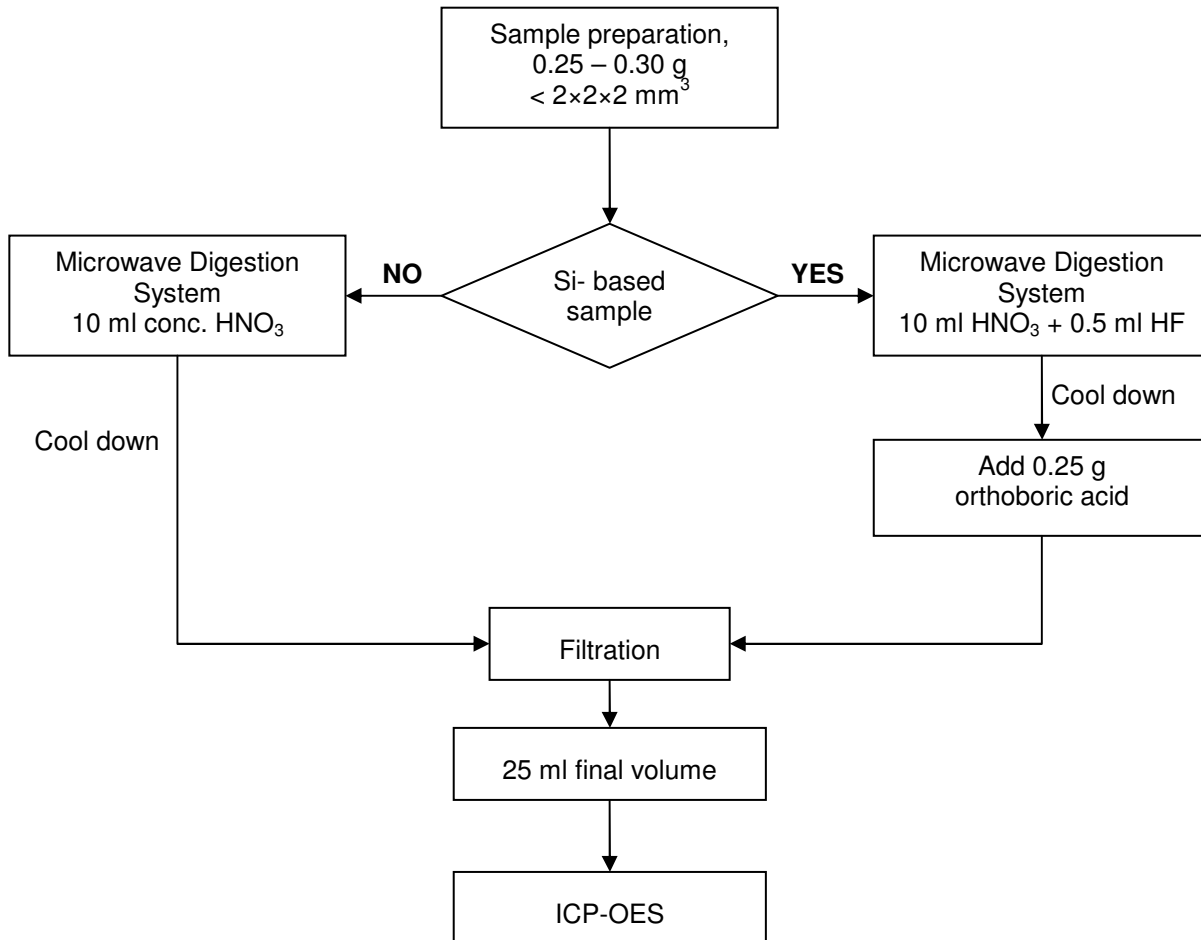 Sample preparation,
0.25 – 0.30 g
< 2×2×2 mm³
Microwave Digestion
System
10 ml conc. HNO₃
NO
Si- based
sample
YES
Microwave Digestion
System
10 ml HNO₃ + 0.5 ml HF
Cool down
Cool down
Add 0.25 g
orthoboric acid
Filtration
25 ml final volume
ICP-OES